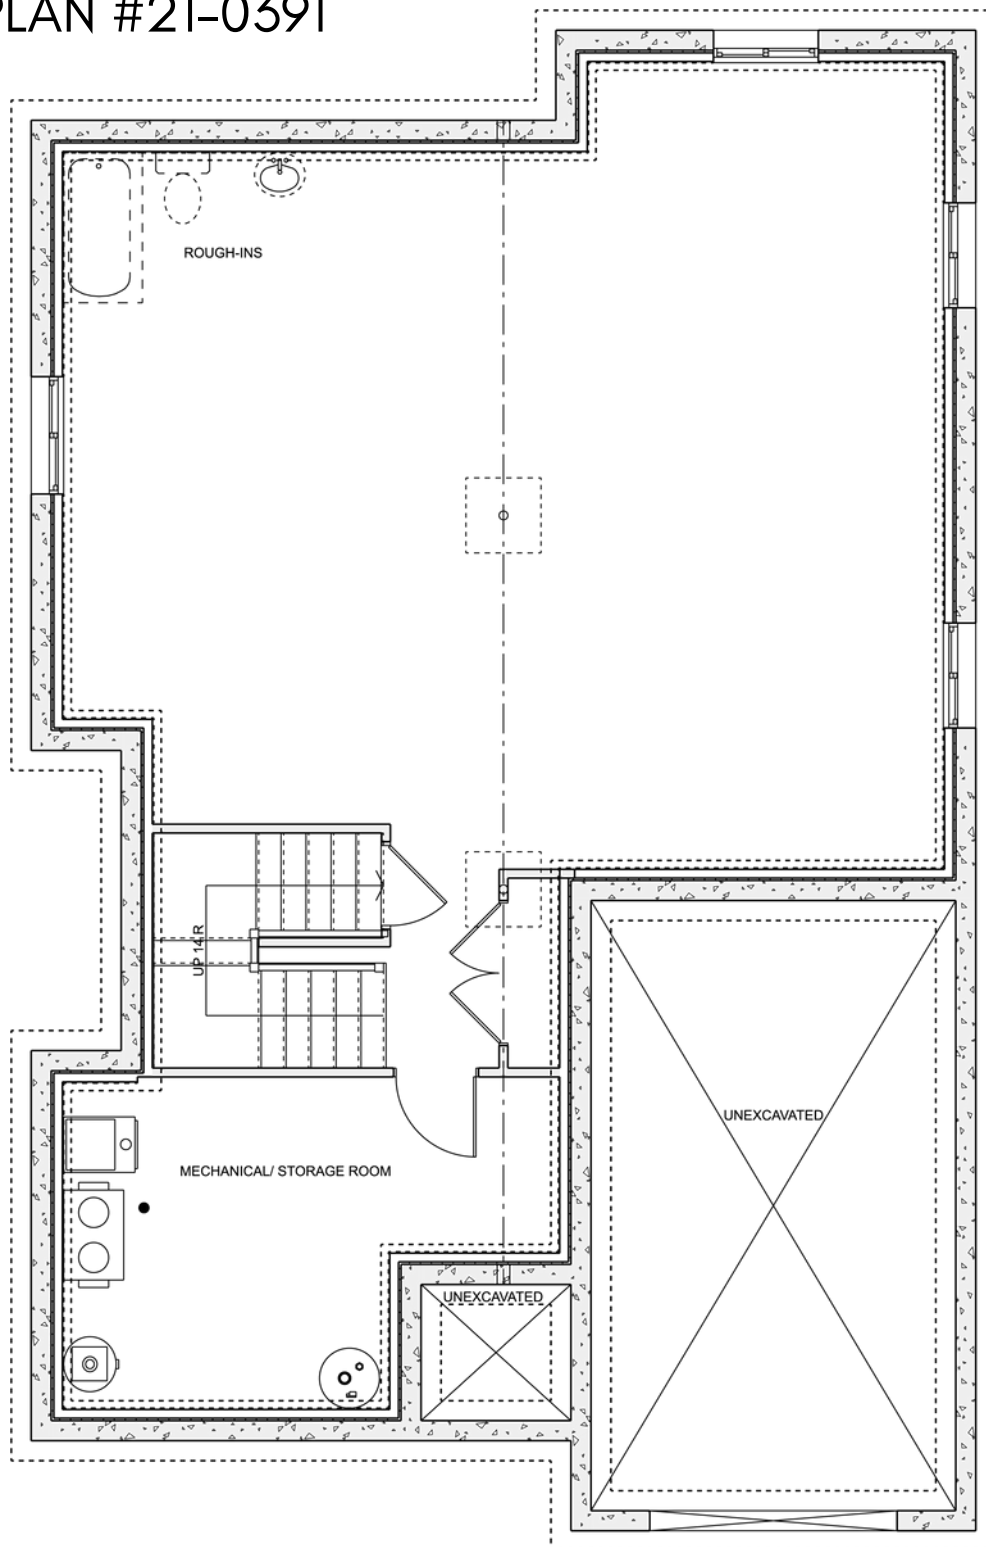 PLAN #21-0391
ROUGH-INS
UP 14 R
UNEXCAVATED
MECHANICAL/ STORAGE ROOM
UNEXCAVATED